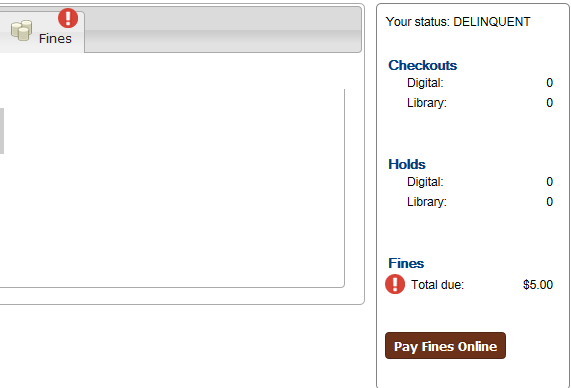 Fines
Your status: DELINQUENT
Checkouts
Digital: 0
Library: 0
Holds
Digital: 0
Library: 0
Fines
Total due: $5.00
Pay Fines Online